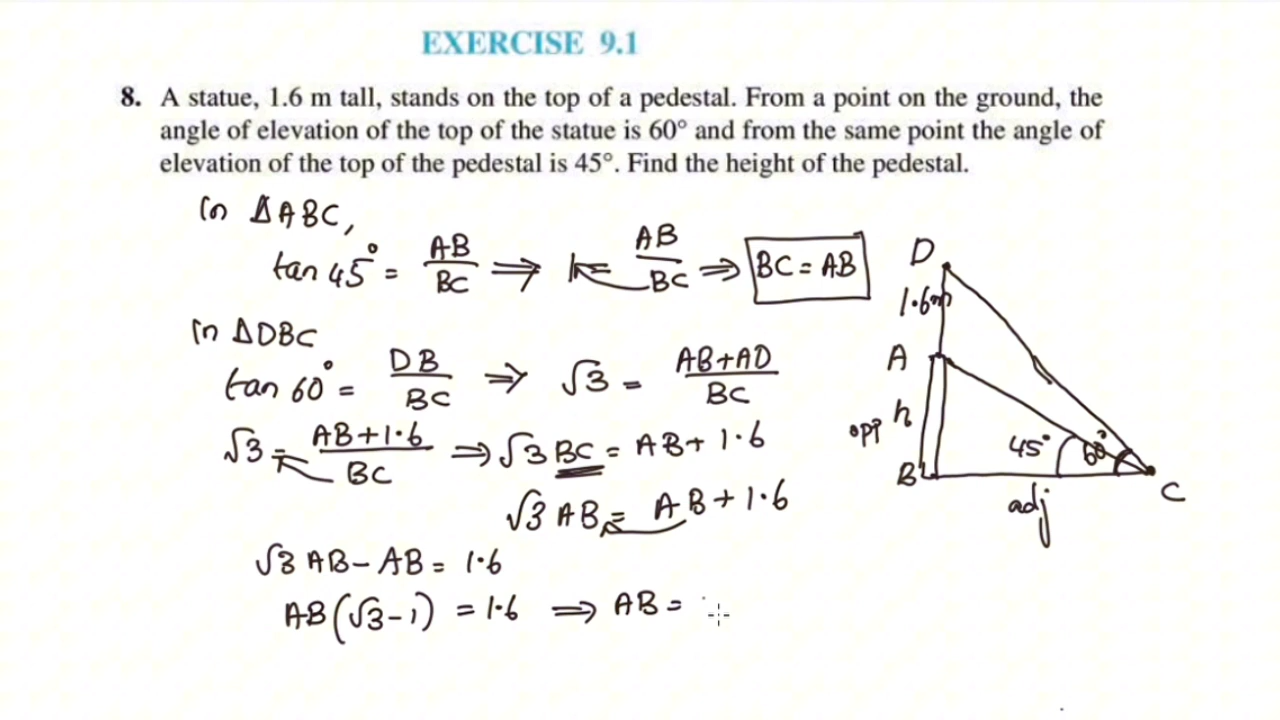 EXERCISE 9.1
8. A statue, 1.6 m tall, stands on the top of a pedestal. From a point on the ground, the
angle of elevation of the top of the statue is 60° and from the same point the angle of
elevation of the top of the pedestal is 45°. Find the height of the pedestal.
In ΔABC,
tan 45° = AB/BC ⇒ 1 = AB/BC ⇒ BC = AB
In ΔDBC
tan 60° = DB/BC ⇒ √3 = AB+AD/BC
√3 = AB+1.6/BC ⇒ √3 BC = AB + 1.6
√3 AB = AB + 1.6
√3 AB - AB = 1.6
AB(√3-1) = 1.6 ⇒ AB =
D
1.6m
A
opp h
45° 60°
B
C
adj